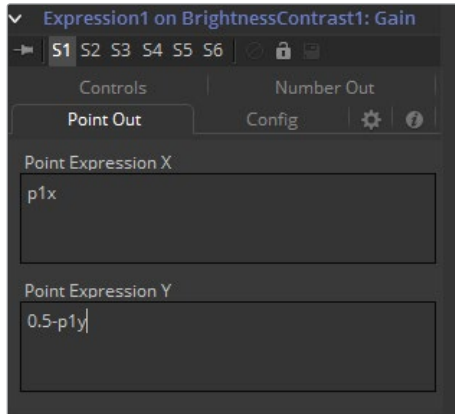 Expression1 on BrightnessContrast1: Gain
S1 S2 S3 S4 S5 S6
Controls Number Out
Point Out Config
Point Expression X
p1x
Point Expression Y
0.5-p1y